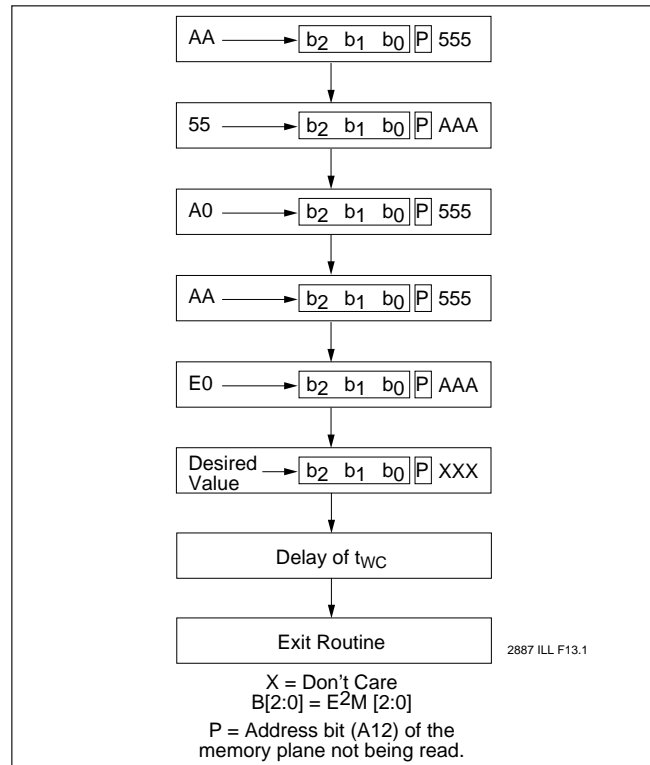 AA b2 b1 b0 P 555
55 b2 b1 b0 P AAA
A0 b2 b1 b0 P 555
AA b2 b1 b0 P 555
E0 b2 b1 b0 P AAA
Desired
Value b2 b1 b0 P XXX
Delay of tWC
Exit Routine
2887 ILL F13.1
X = Don't Care
B[2:0] = E2M [2:0]
P = Address bit (A12) of the
memory plane not being read.